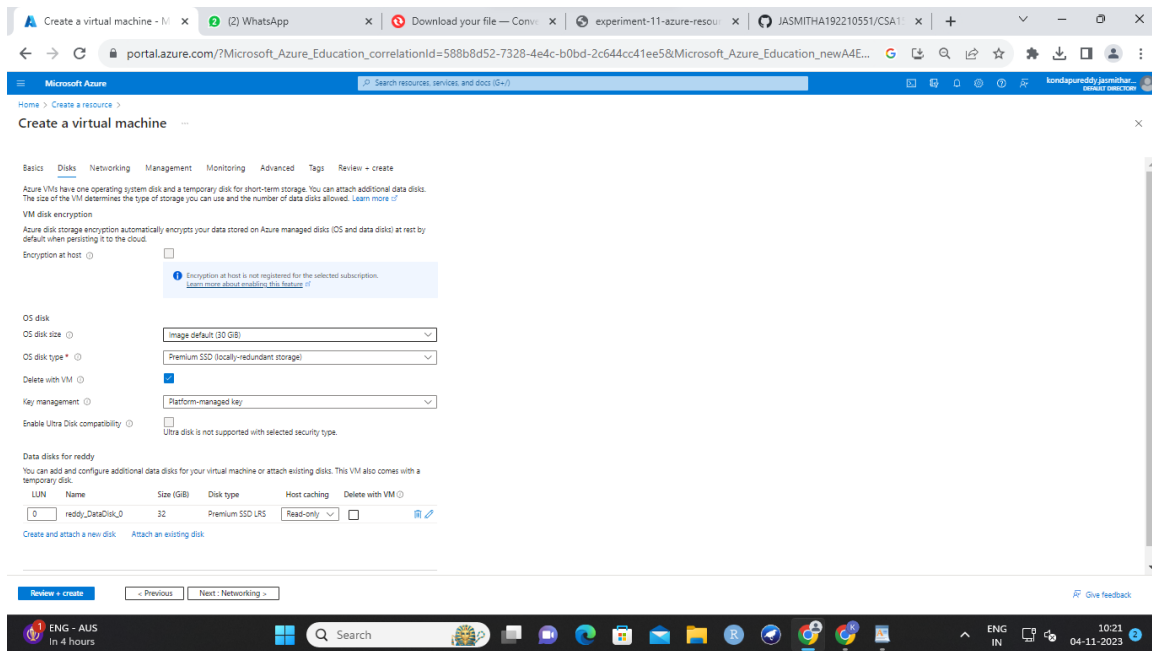 Create a virtual machine - M
(2) WhatsApp
Download your file — Conve
experiment-11-azure-resour
JASMITHA192210551/CSA1
portal.azure.com/?Microsoft_Azure_Education_correlationId=588b8d52-7328-4e4c-b0bd-2c644cc41ee5&Microsoft_Azure_Education_newA4E...
Microsoft Azure
Search resources, services, and docs (G+/)
kondapureddy.jasmithar...
DEFAULT DIRECTORY
Home > Create a resource >
Create a virtual machine ...
Basics Disks Networking Management Monitoring Advanced Tags Review + create
Azure VMs have one operating system disk and a temporary disk for short-term storage. You can attach additional data disks.
The size of the VM determines the type of storage you can use and the number of data disks allowed. Learn more
VM disk encryption
Azure disk storage encryption automatically encrypts your data stored on Azure managed disks (OS and data disks) at rest by
default when persisting it to the cloud.
Encryption at host
Encryption at host is not registered for the selected subscription.
Learn more about enabling this feature
OS disk
OS disk size Image default (30 GiB)
OS disk type * Premium SSD (locally-redundant storage)
Delete with VM
Key management Platform-managed key
Enable Ultra Disk compatibility
Ultra disk is not supported with selected security type.
Data disks for reddy
You can add and configure additional data disks for your virtual machine or attach existing disks. This VM also comes with a
temporary disk.
LUN Name Size (GiB) Disk type Host caching Delete with VM
0 reddy_DataDisk_0 32 Premium SSD LRS Read-only
Create and attach a new disk Attach an existing disk
Review + create < Previous Next : Networking > Give feedback
1 ENG - AUS
In 4 hours
Search
R
K
ENG
IN
10:21
04-11-2023
2